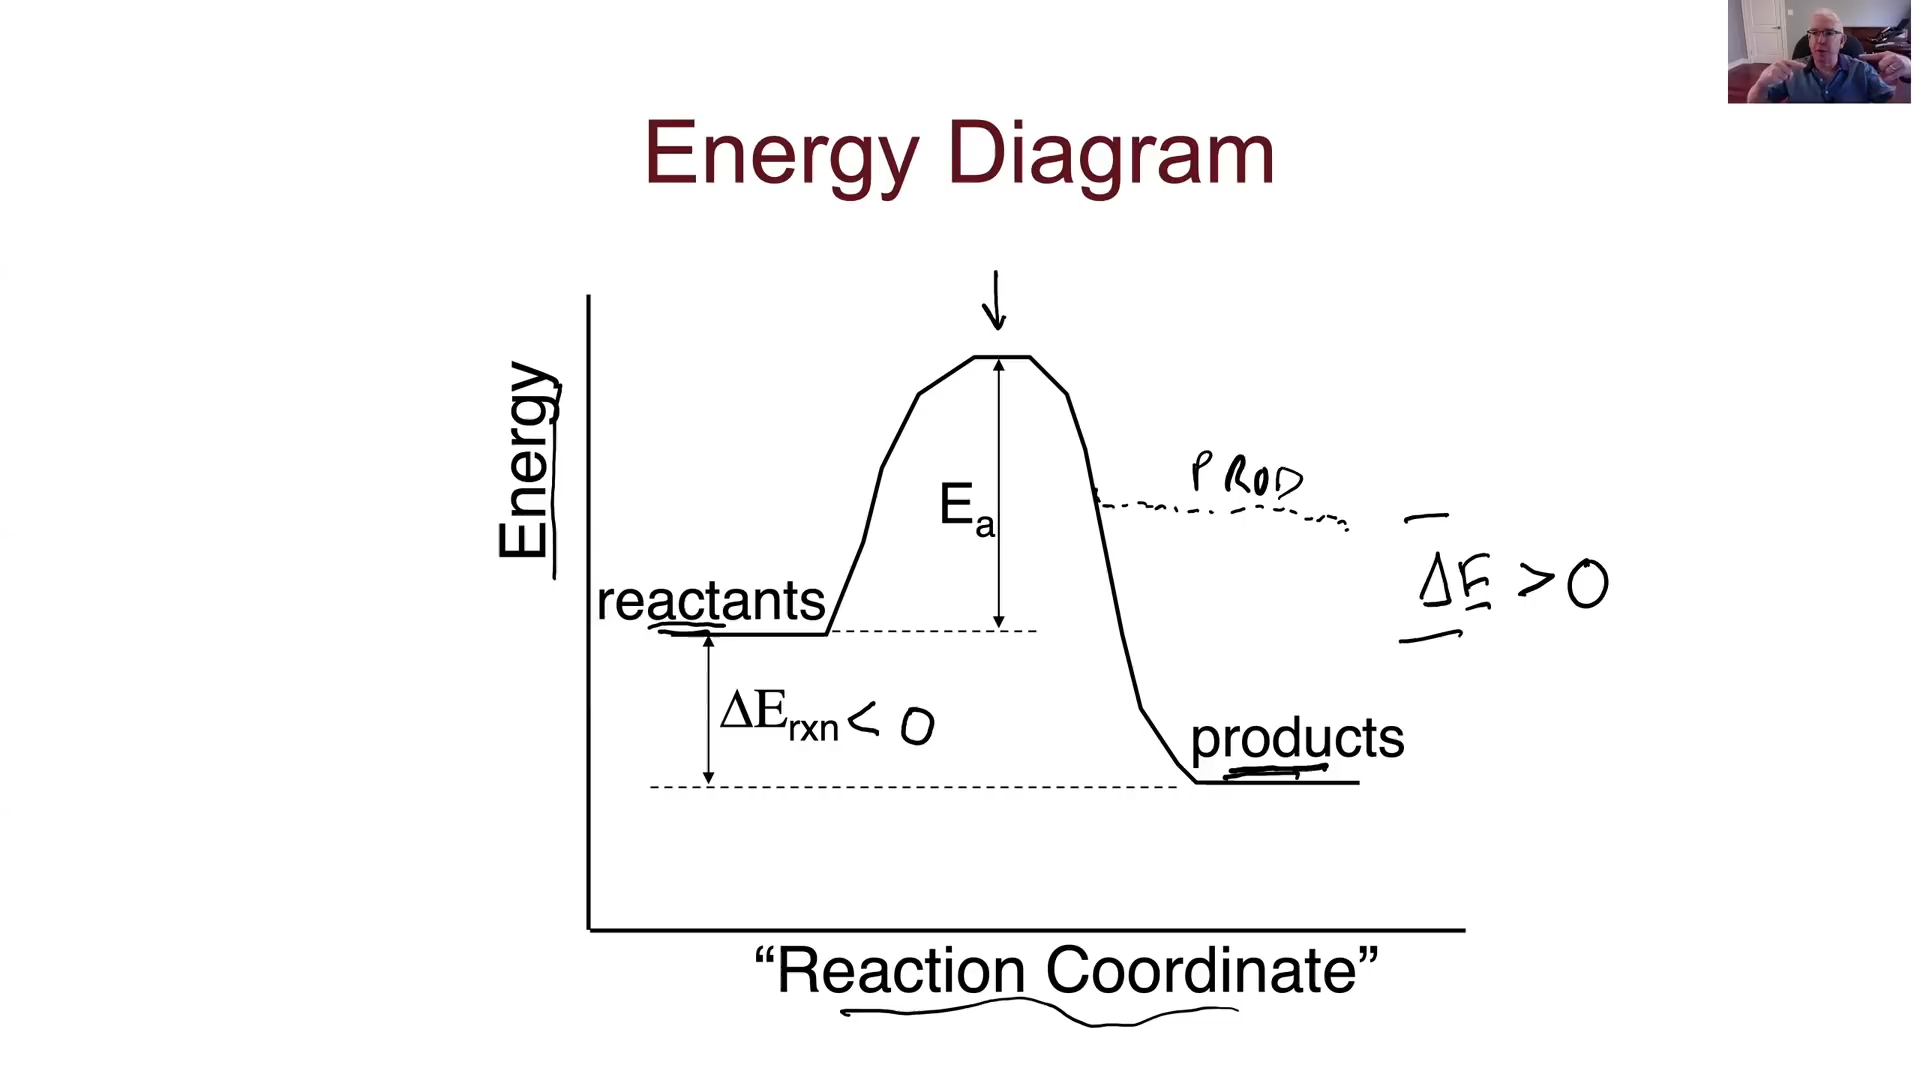 Energy Diagram
Energy
PROD
Ea
ΔE > 0
reactants
ΔErxn < 0
products
“Reaction Coordinate”